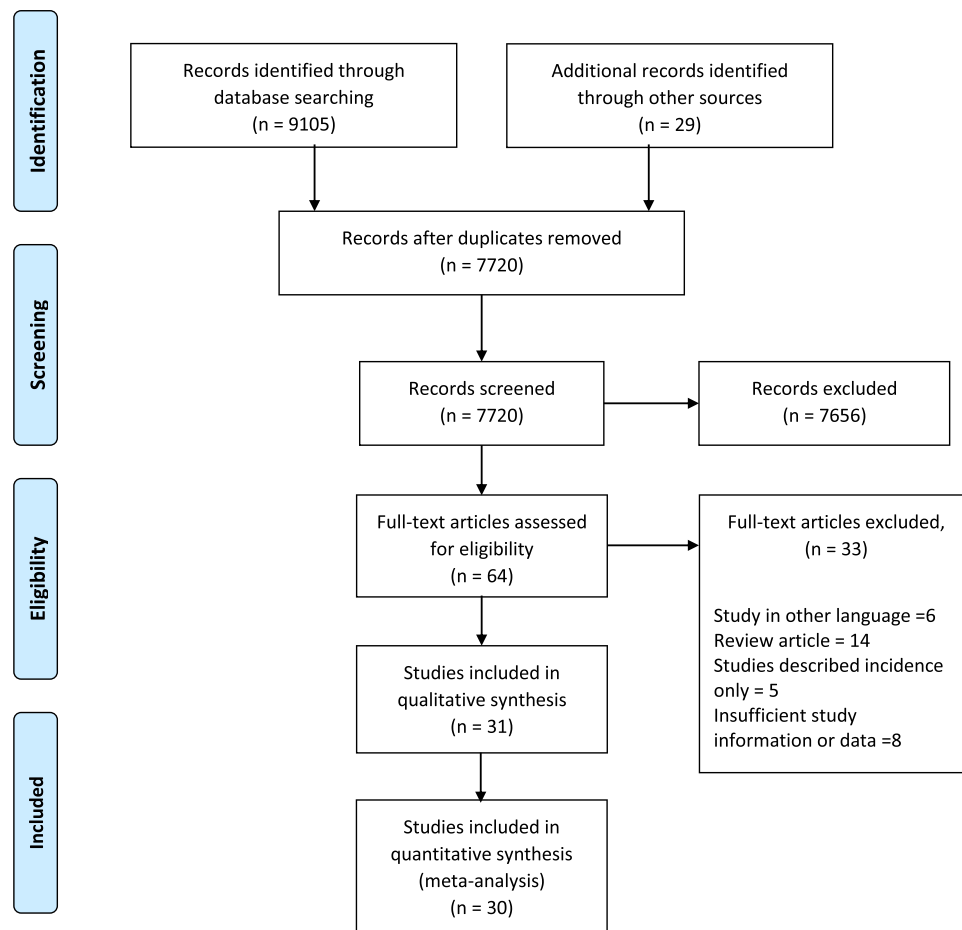 Identification
Records identified through
database searching
(n = 9105)
Additional records identified
through other sources
(n = 29)
Records after duplicates removed
(n = 7720)
Screening
Records screened
(n = 7720)
Records excluded
(n = 7656)
Eligibility
Full-text articles assessed
for eligibility
(n = 64)
Full-text articles excluded,
(n = 33)
Study in other language =6
Review article = 14
Studies described incidence
only = 5
Insufficient study
information or data =8
Studies included in
qualitative synthesis
(n = 31)
Included
Studies included in
quantitative synthesis
(meta-analysis)
(n = 30)